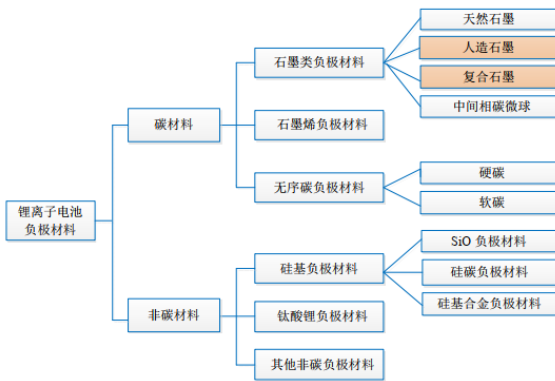 天然石墨
人造石墨
石墨类负极材料
复合石墨
中间相碳微球
碳材料
石墨烯负极材料
硬碳
无序碳负极材料
软碳
锂离子电池
负极材料
SiO 负极材料
硅基负极材料
硅碳负极材料
硅基合金负极材料
非碳材料
钛酸锂负极材料
其他非碳负极材料